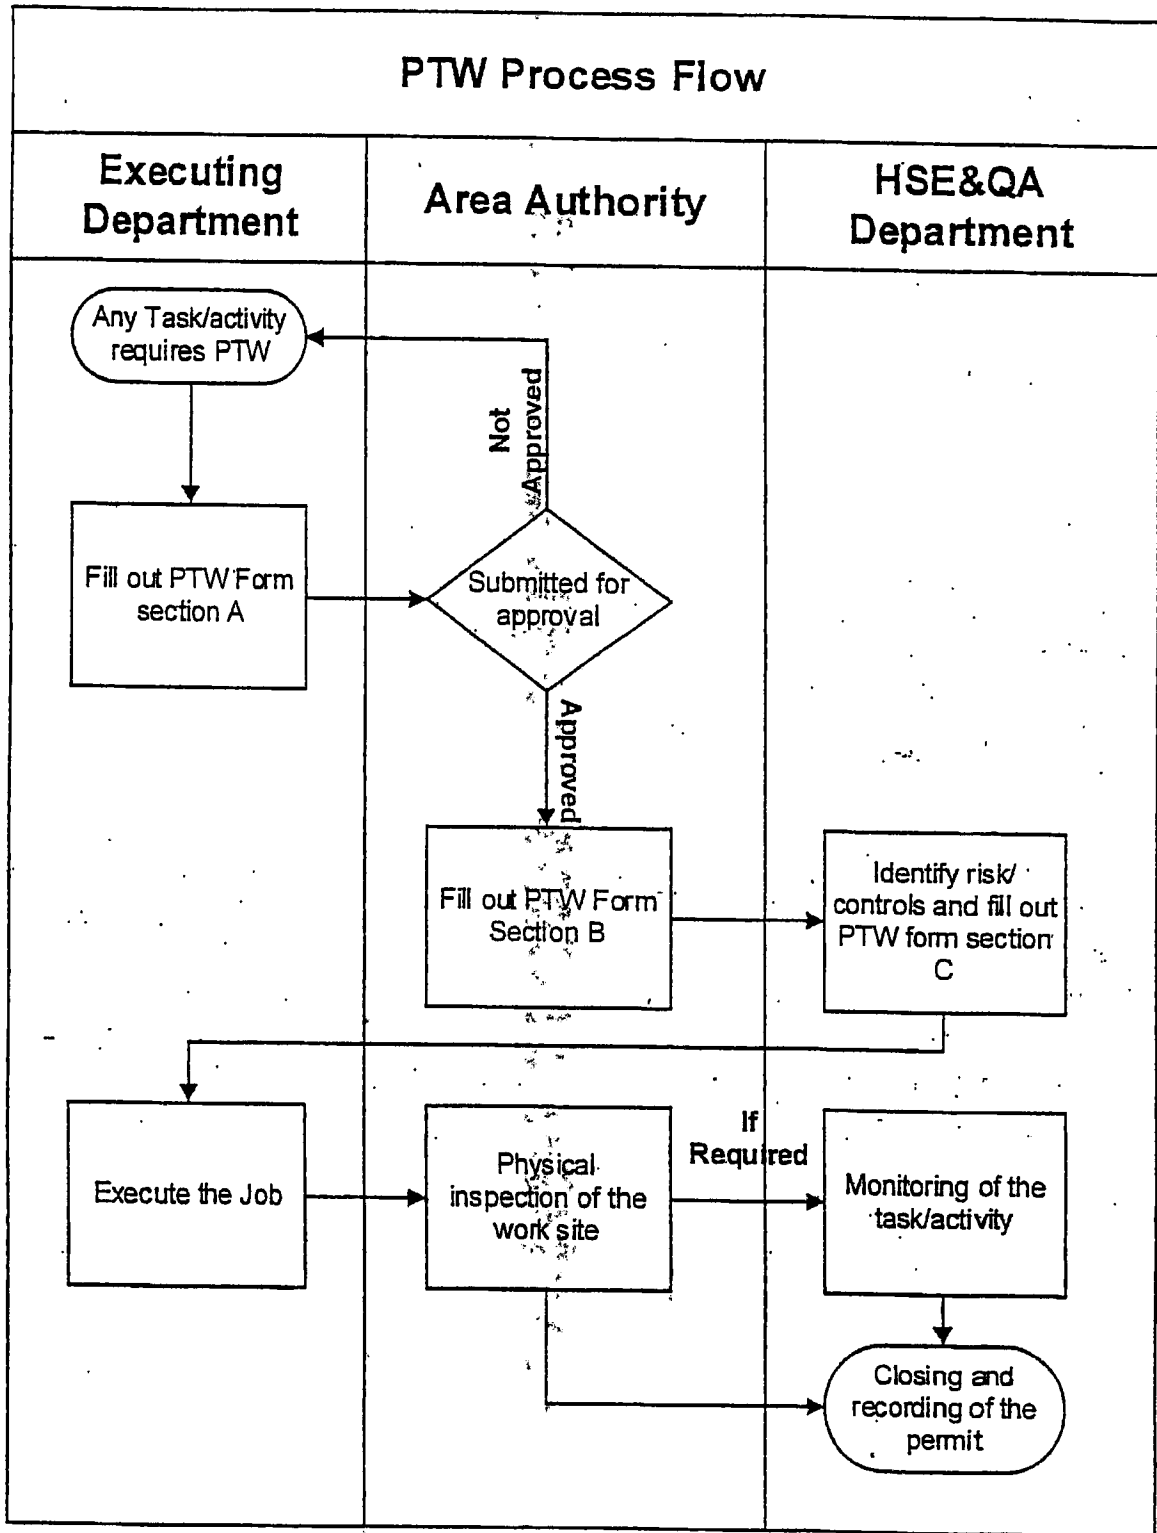 PTW Process Flow
Executing
Department
Area Authority
HSE&QA
Department
Any Task/activity
requires PTW
Not
Approved
Fill out PTW Form
section A
Submitted for
approval
Approved
Fill out PTW Form
Section B
Identify risk/
controls and fill out
PTW form section
C
Execute the Job
Physical
inspection of the
work site
If
Required
Monitoring of the
task/activity
Closing and
recording of the
permit